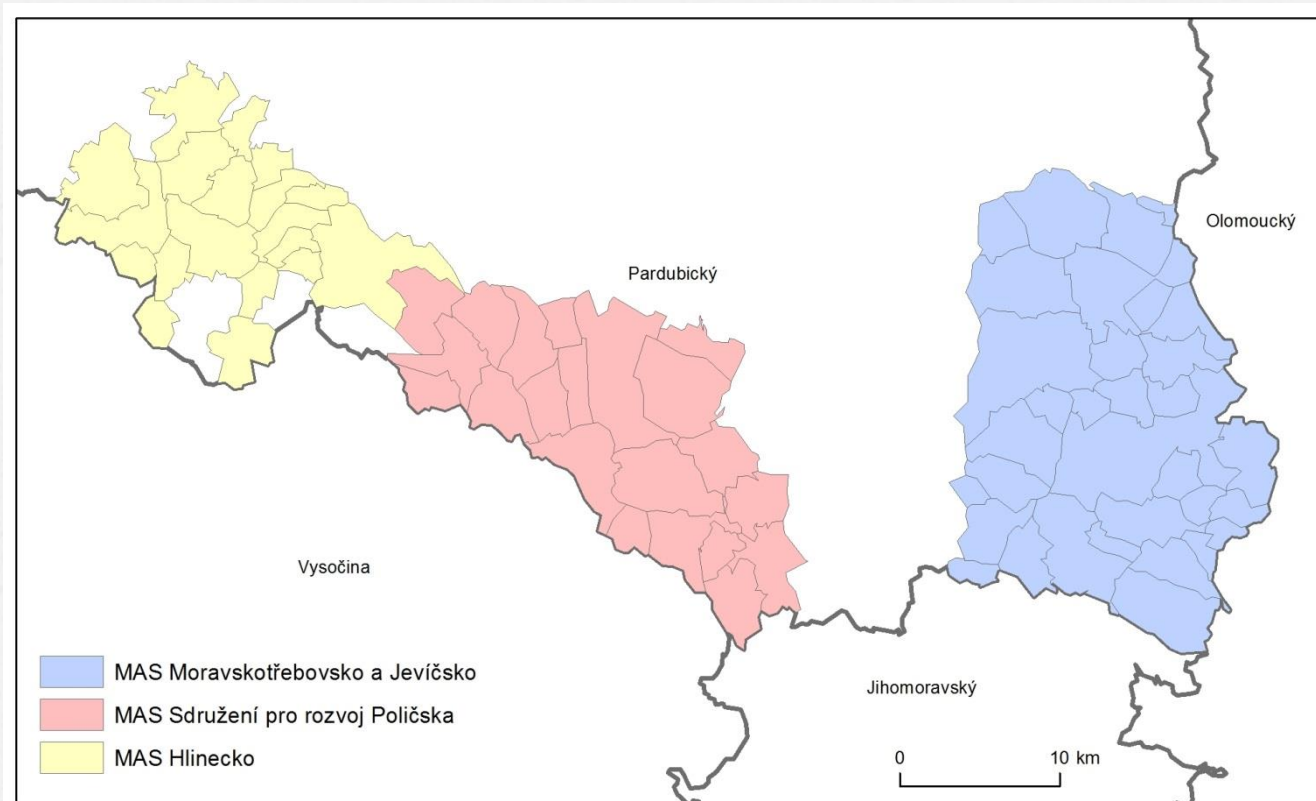 Olomoucký
Pardubický
Vysočina
Jihomoravský
MAS Moravskotřebovsko a Jevíčsko
MAS Sdružení pro rozvoj Poličska
MAS Hlinecko
0 10 km